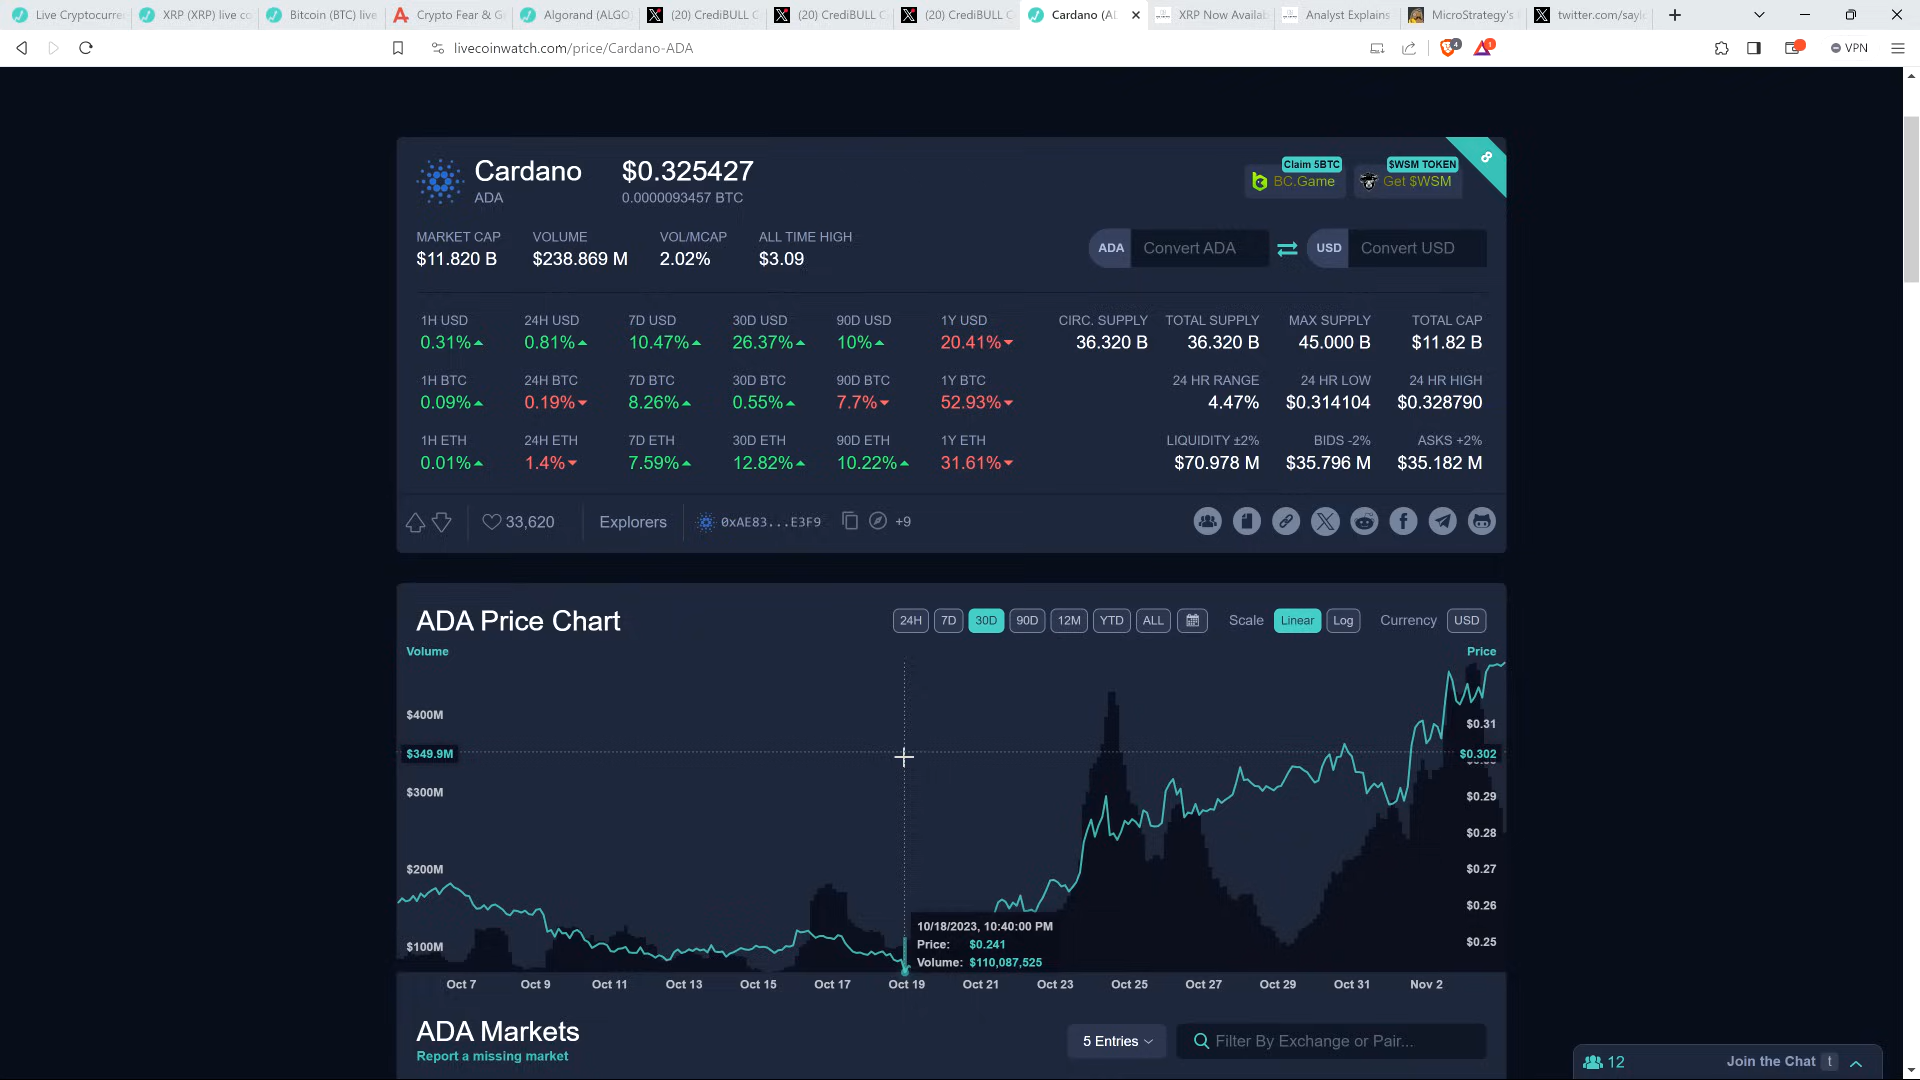 Live Cryptocurre
XRP (XRP) live co
Bitcoin (BTC) live
Crypto Fear & G
Algorand (ALGO
(20) CrediBULL C
(20) CrediBULL C
(20) CrediBULL C
Cardano (AD
XRP Now Availab
Analyst Explains
MicroStrategy's
twitter.com/saylo
livecoinwatch.com/price/Cardano-ADA
4
1
VPN
Cardano $0.325427
ADA 0.0000093457 BTC
Claim 5BTC
BC.Game
$WSM TOKEN
Get $WSM
8
MARKET CAP VOLUME VOL/MCAP ALL TIME HIGH
$11.820 B $238.869 M 2.02% $3.09
ADA Convert ADA USD Convert USD
1H USD 24H USD 7D USD 30D USD 90D USD 1Y USD CIRC. SUPPLY TOTAL SUPPLY MAX SUPPLY TOTAL CAP
0.31% 0.81% 10.47% 26.37% 10% 20.41% 36.320 B 36.320 B 45.000 B $11.82 B
1H BTC 24H BTC 7D BTC 30D BTC 90D BTC 1Y BTC 24 HR RANGE 24 HR LOW 24 HR HIGH
0.09% 0.19% 8.26% 0.55% 7.7% 52.93% 4.47% $0.314104 $0.328790
1H ETH 24H ETH 7D ETH 30D ETH 90D ETH 1Y ETH LIQUIDITY ±2% BIDS -2% ASKS +2%
0.01% 1.4% 7.59% 12.82% 10.22% 31.61% $70.978 M $35.796 M $35.182 M
33,620 Explorers 0xAE83...E3F9 +9
ADA Price Chart 24H 7D 30D 90D 12M YTD ALL Scale Linear Log Currency USD
Volume Price
$400M $0.31
$349.9M $0.302
$300M $0.29
$0.28
$200M $0.27
$0.26
$100M $0.25
10/18/2023, 10:40:00 PM
Price: $0.241
Volume: $110,087,525
Oct 7 Oct 9 Oct 11 Oct 13 Oct 15 Oct 17 Oct 19 Oct 21 Oct 23 Oct 25 Oct 27 Oct 29 Oct 31 Nov 2
ADA Markets 5 Entries Filter By Exchange or Pair...
Report a missing market
12 Join the Chat t